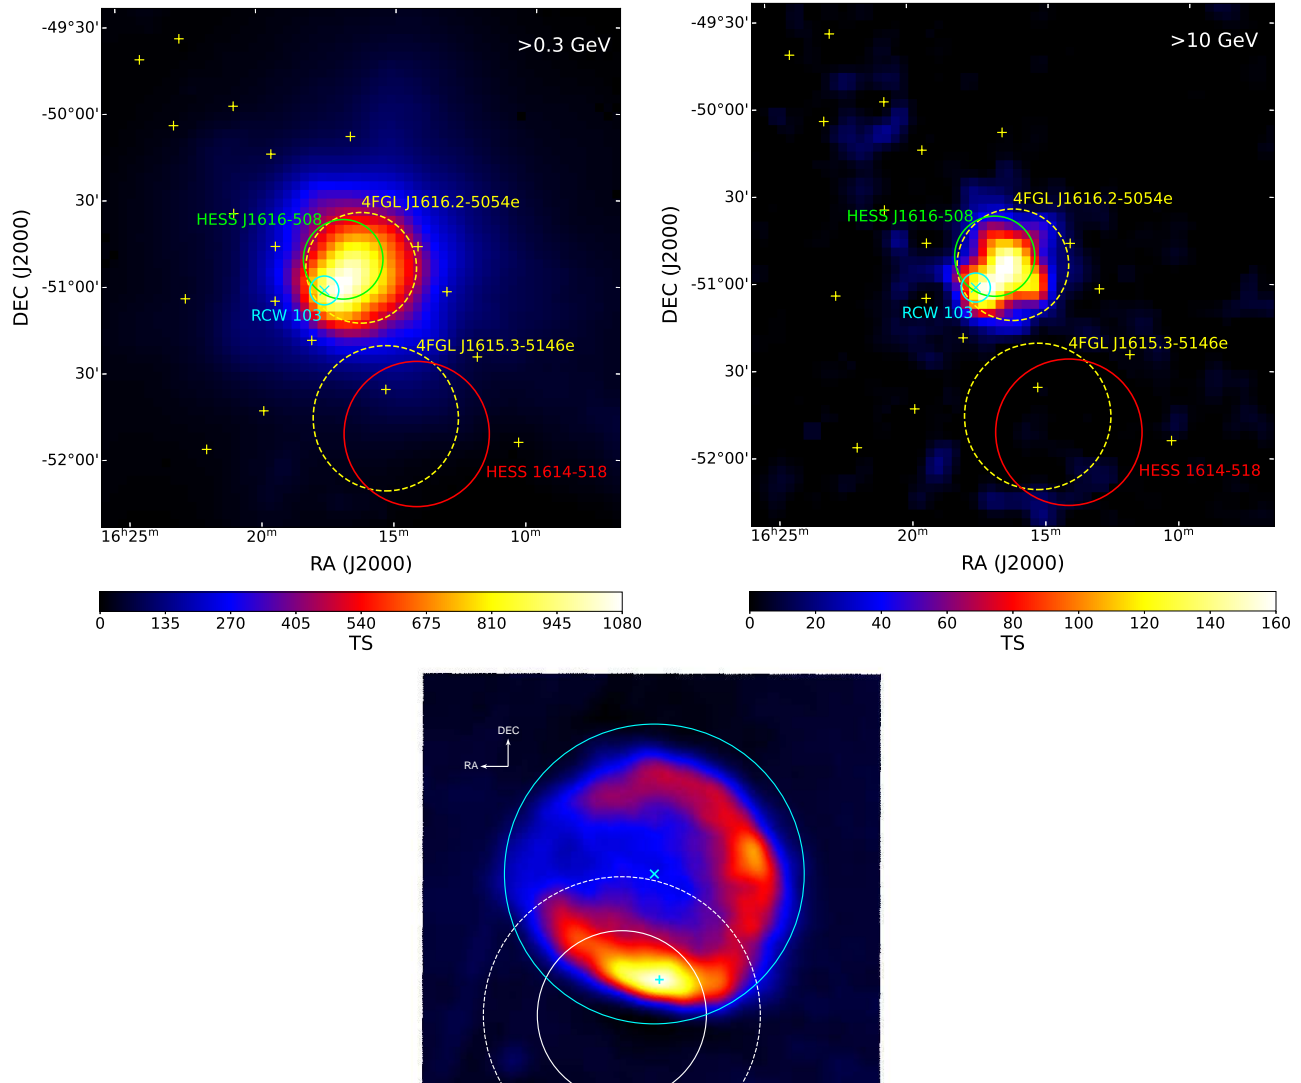 >0.3 GeV
-49°30'
-50°00'
30'
-51°00'
30'
-52°00'
DEC (J2000)
4FGL J1616.2-5054e
HESS J1616-508
RCW 103
4FGL J1615.3-5146e
HESS 1614-518
16ʰ25ᵐ 20ᵐ 15ᵐ 10ᵐ
RA (J2000)
0 135 270 405 540 675 810 945 1080
TS
>10 GeV
-49°30'
-50°00'
30'
-51°00'
30'
-52°00'
DEC (J2000)
4FGL J1616.2-5054e
HESS J1616-508
RCW 103
4FGL J1615.3-5146e
HESS 1614-518
16ʰ25ᵐ 20ᵐ 15ᵐ 10ᵐ
RA (J2000)
0 20 40 60 80 100 120 140 160
TS
DEC
RA